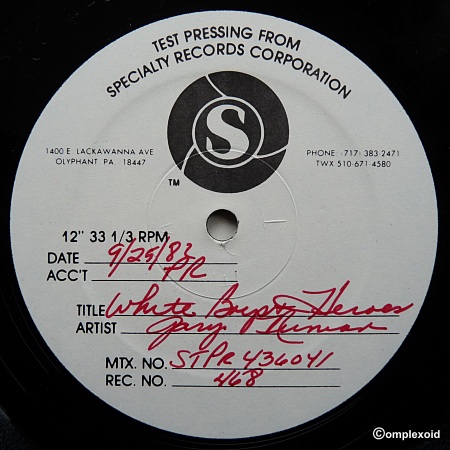 TEST PRESSING FROM
SPECIALTY RECORDS CORPORATION
S
1400 E. LACKAWANNA AVE
OLYPHANT PA. 18447
PHONE -717- 383 2471
TWX 510-671-4580
TM
12" 33 1/3 RPM
DATE 9/25/82
ACC'T PR
TITLE White Boys & Heroes
ARTIST Gary Numan
MTX. NO. STPR 436041
REC. NO. 468
©omplexoid